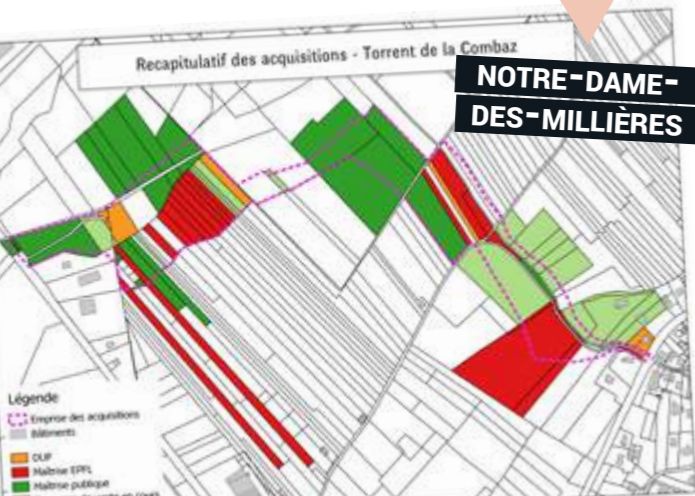 Recapitulatif des acquisitions - Torrent de la Combaz
NOTRE-DAME-
DES-MILLIÈRES
Légende
Emprise des acquisitions
Bâtiments
DUP
Maîtrise EPFL
Maîtrise publique